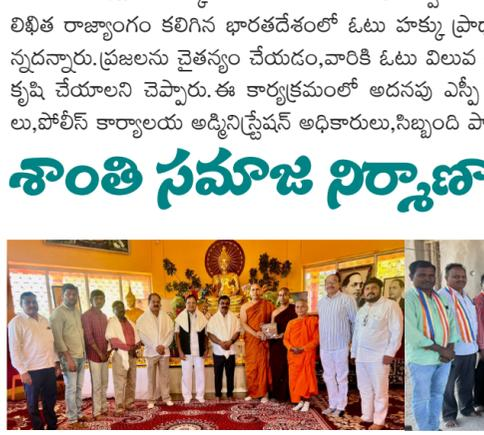 లిఖిత రాజ్యాంగం కలిగిన భారతదేశంలో ఓటు హక్కు
న్నదన్నారు.ప్రజలను చైతన్యం చేయడం,వారికి ఓటు విలువ
కృషి చేయాలని చెప్పారు.ఈ కార్యక్రమంలో అదనపు ఎస్పీ
లు,పోలీస్ కార్యాలయ అడ్మినిస్ట్రేషన్ అధికారులు,సిబ్బంది
శాంతి సమాజ నిర్మాణా